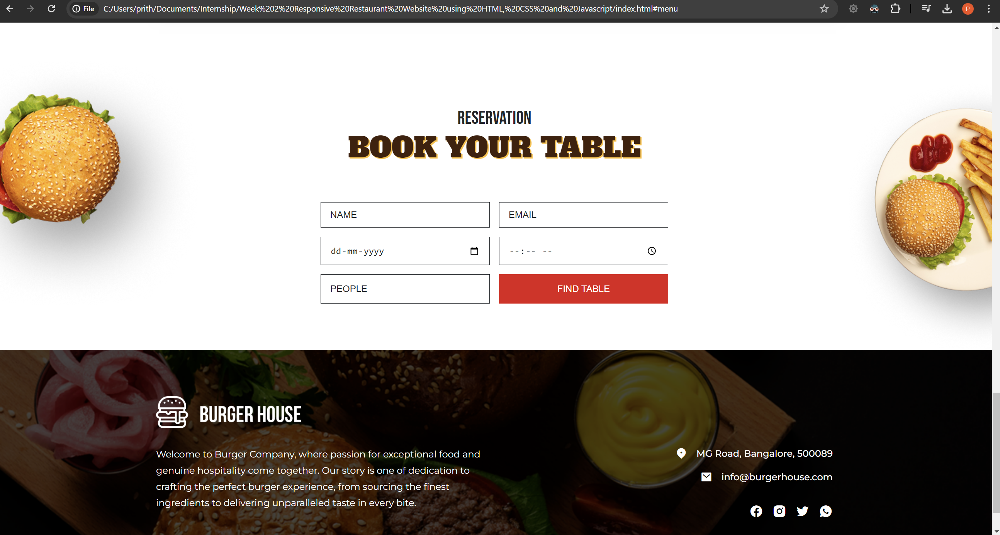 File
C:/Users/prith/Documents/Internship/Week%202%20Responsive%20Restaurant%20Website%20using%20HTML,%20CSS%20and%20Javascript/index.html#menu
P
RESERVATION
BOOK YOUR TABLE
NAME
EMAIL
dd-mm-yyyy
--:-- --
PEOPLE
FIND TABLE
BURGER HOUSE
Welcome to Burger Company, where passion for exceptional food and
genuine hospitality come together. Our story is one of dedication to
crafting the perfect burger experience, from sourcing the finest
ingredients to delivering unparalleled taste in every bite.
MG Road, Bangalore, 500089
info@burgerhouse.com